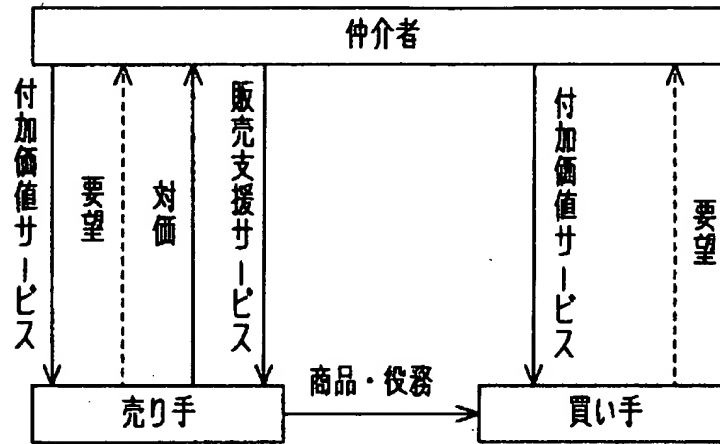 仲介者
付加価値サービス
要望
対価
販売支援サービス
付加価値サービス
要望
商品・役務
売り手
買い手